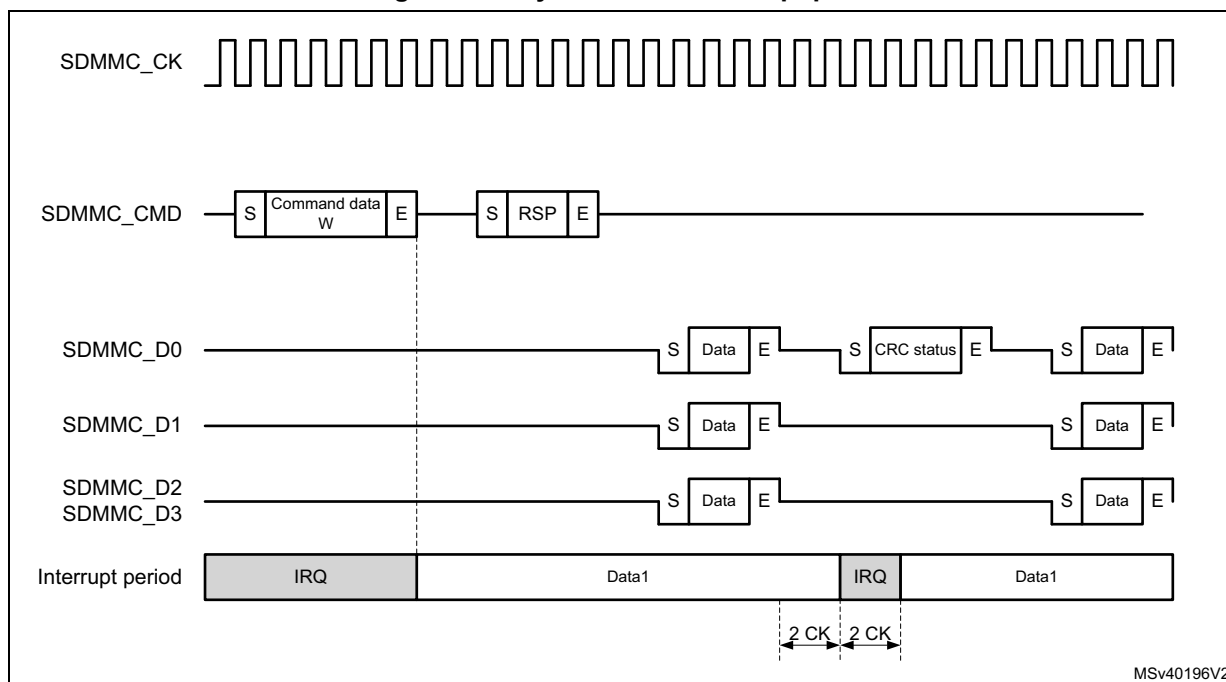 SDMMC_CK
SDMMC_CMD
S
Command data
W
E
S
RSP
E
SDMMC_D0
S
Data
E
S
CRC status
E
S
Data
E
SDMMC_D1
S
Data
E
S
Data
E
SDMMC_D2
SDMMC_D3
S
Data
E
S
Data
E
Interrupt period
IRQ
Data1
IRQ
Data1
2 CK
2 CK
MSv40196V2